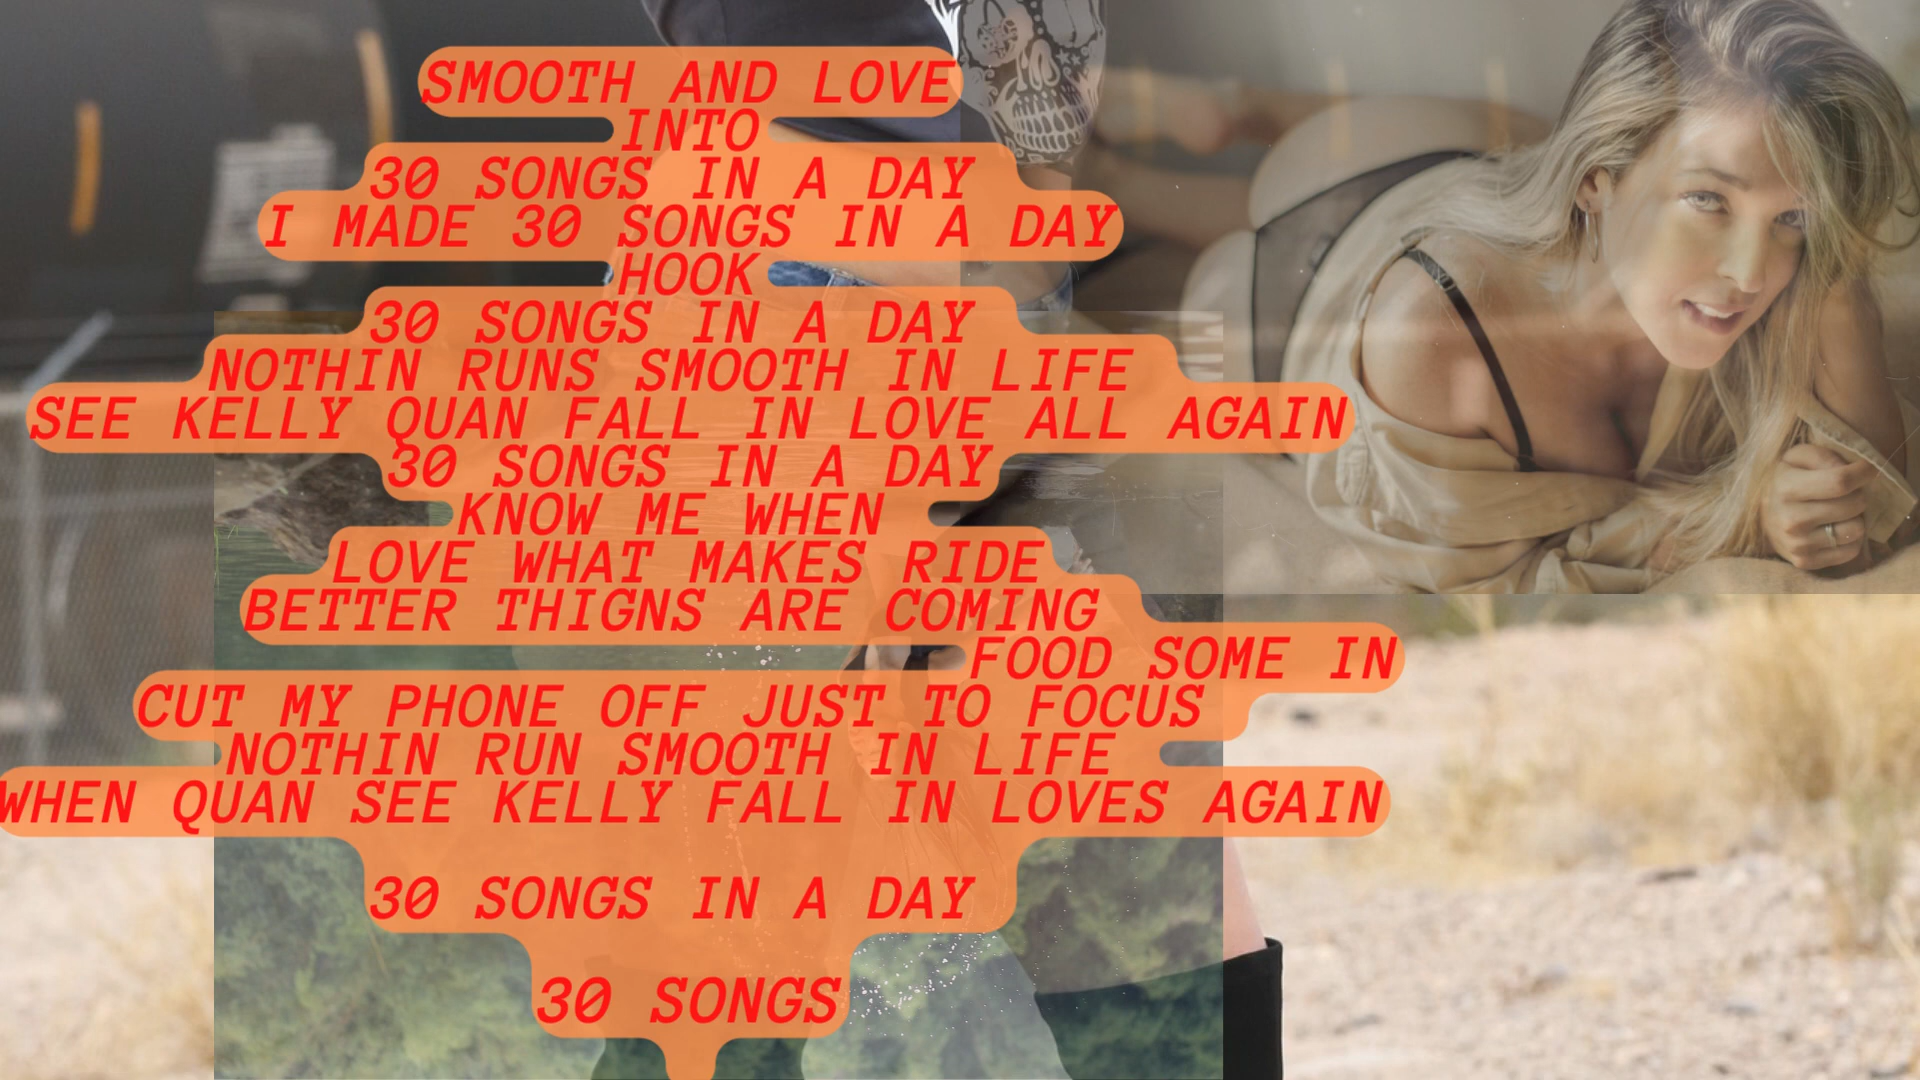 SMOOTH AND LOVE
INTO
30 SONGS IN A DAY
I MADE 30 SONGS IN A DAY
HOOK
30 SONGS IN A DAY
NOTHIN RUNS SMOOTH IN LIFE
SEE KELLY QUAN FALL IN LOVE ALL AGAIN
30 SONGS IN A DAY
KNOW ME WHEN
LOVE WHAT MAKES RIDE
BETTER THIGNS ARE COMING
FOOD SOME IN
CUT MY PHONE OFF JUST TO FOCUS
NOTHIN RUN SMOOTH IN LIFE
WHEN QUAN SEE KELLY FALL IN LOVES AGAIN
30 SONGS IN A DAY
30 SONGS